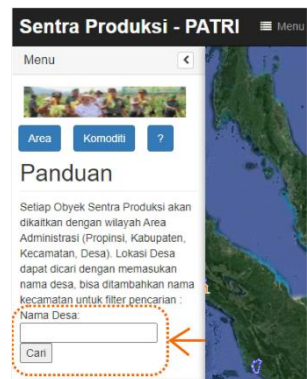 Sentra Produksi - PATRI
Menu
Menu
Area
Komoditi
?
Panduan
Setiap Obyek Sentra Produksi akan
dikaitkan dengan wilayah Area
Administrasi (Propinsi, Kabupaten,
Kecamatan, Desa). Lokasi Desa
dapat dicari dengan memasukan
nama desa, bisa ditambahkan nama
kecamatan untuk filter pencarian :
Nama Desa:
Cari